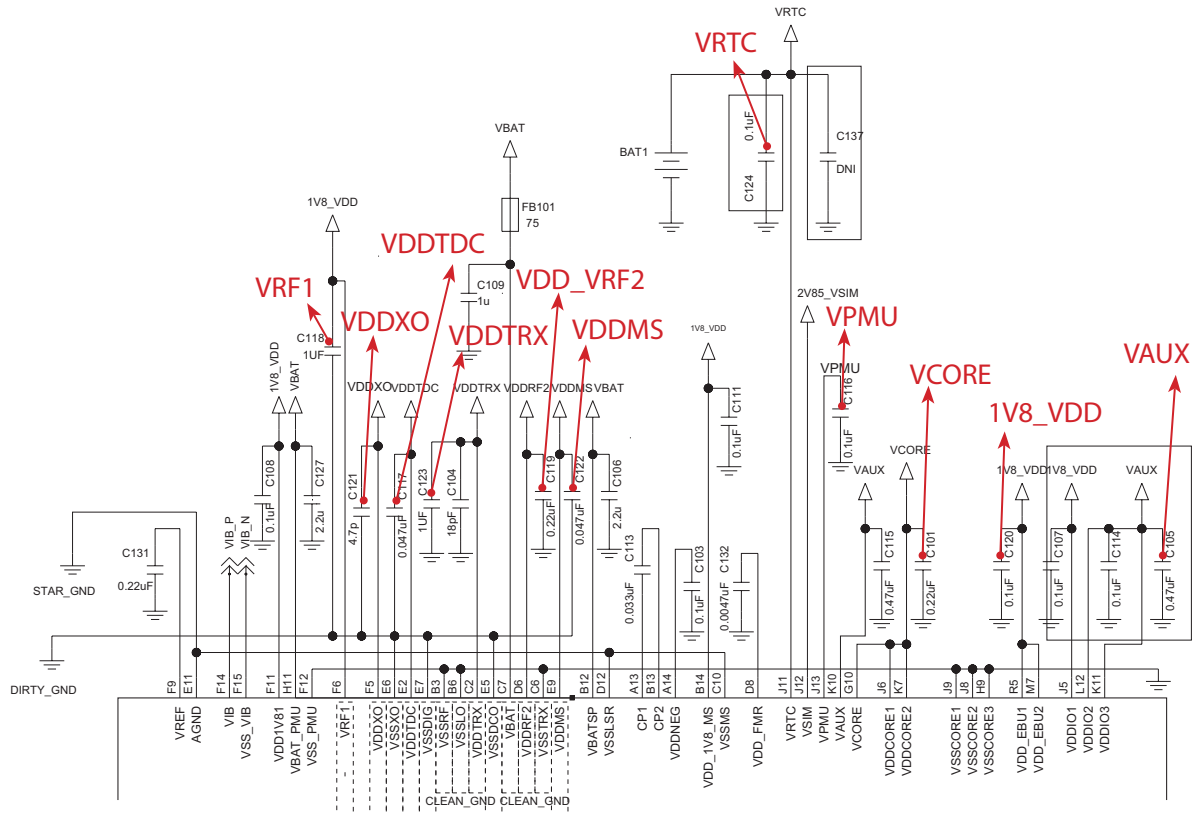 VRTC
VRTC
0.1uF
C124
BAT1
C137
DNI
VBAT
FB101
75
1V8_VDD
VDDTDC
C109
1u
VDD_VRF2
2V85_VSIM
VRF1
VDDXO
C118
1UF
VDDTRX
VDDMS
1V8_VDD
VPMU
VPMU
VAUX
VCORE
1V8_VDD
1V8_VDD
VBAT
VDDXO
VDDTDC
VDDTRX
VDDRF2
VDDMS
VBAT
C111
0.1uF
C116
0.1uF
VAUX
VCORE
1V8_VDD
1V8_VDD
VAUX
C108
0.1uF
C127
2.2u
C121
4.7p
C117
0.047uF
C123
1UF
C104
18pF
C119
0.22uF
C122
0.047uF
C106
2.2u
C113
0.033uF
C103
0.1uF
C132
0.0047uF
C115
0.47uF
C101
0.22uF
C120
0.1uF
C107
0.1uF
C114
0.1uF
C105
0.47uF
STAR_GND
C131
0.22uF
VIB_P
VIB_N
DIRTY_GND
F9
E11
F14
F15
F11
H11
F12
F6
F5
E6
E2
E7
B3
B6
C2
E5
C7
D6
C6
E9
B12
D12
A13
B13
A14
B14
C10
D8
J11
J12
J13
K10
G10
J6
K7
J9
J8
H9
R5
M7
J5
L12
K11
VREF
AGND
VIB
VSS_VIB
VDD1V81
VBAT_PMU
VSS_PMU
VRF1
VDDXO
VSSXO
VDDTDC
VSSDIG
VSSRF
VSSLO
VDDTRX
VSSDCO
VBAT
VDDRF2
VSSTRX
VDDMS
VBATSP
VSSLSR
CP1
CP2
VDDNEG
VDD_1V8_MS
VSSMS
VDD_FMR
VRTC
VSIM
VPMU
VAUX
VCORE
VDDCORE1
VDDCORE2
VSSCORE1
VSSCORE2
VSSCORE3
VDD_EBU1
VDD_EBU2
VDDIO1
VDDIO2
VDDIO3
CLEAN_GND
CLEAN_GND